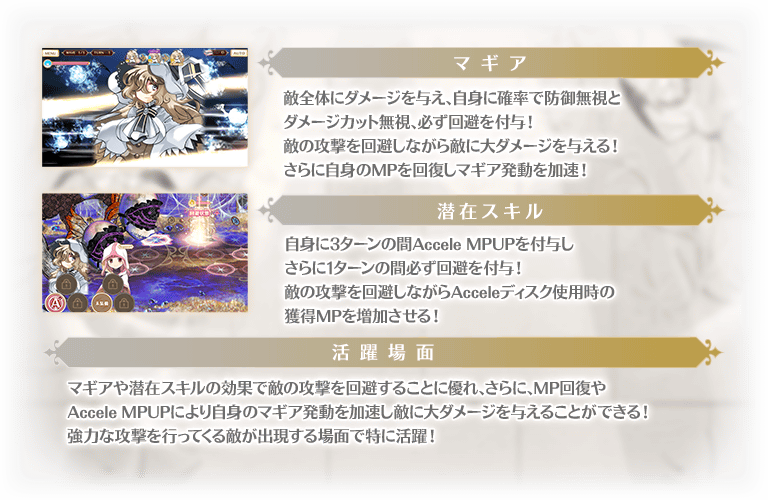 MENU
マギア
敵全体にダメージを与え、自身に確率で防御無視と
ダメージカット無視、必ず回避を付与！
敵の攻撃を回避しながら敵に大ダメージを与える！
さらに自身のMPを回復しマギア発動を加速！
潜在スキル
自身に3ターンの間Accele MPUPを付与し
さらに1ターンの間必ず回避を付与！
敵の攻撃を回避しながらAcceleディスク使用時の
獲得MPを増加させる！
A
活躍場面
マギアや潜在スキルの効果で敵の攻撃を回避することに優れ、さらに、MP回復や
Accele MPUPにより自身のマギア発動を加速し敵に大ダメージを与えることができる！
強力な攻撃を行ってくる敵が出現する場面で特に活躍！